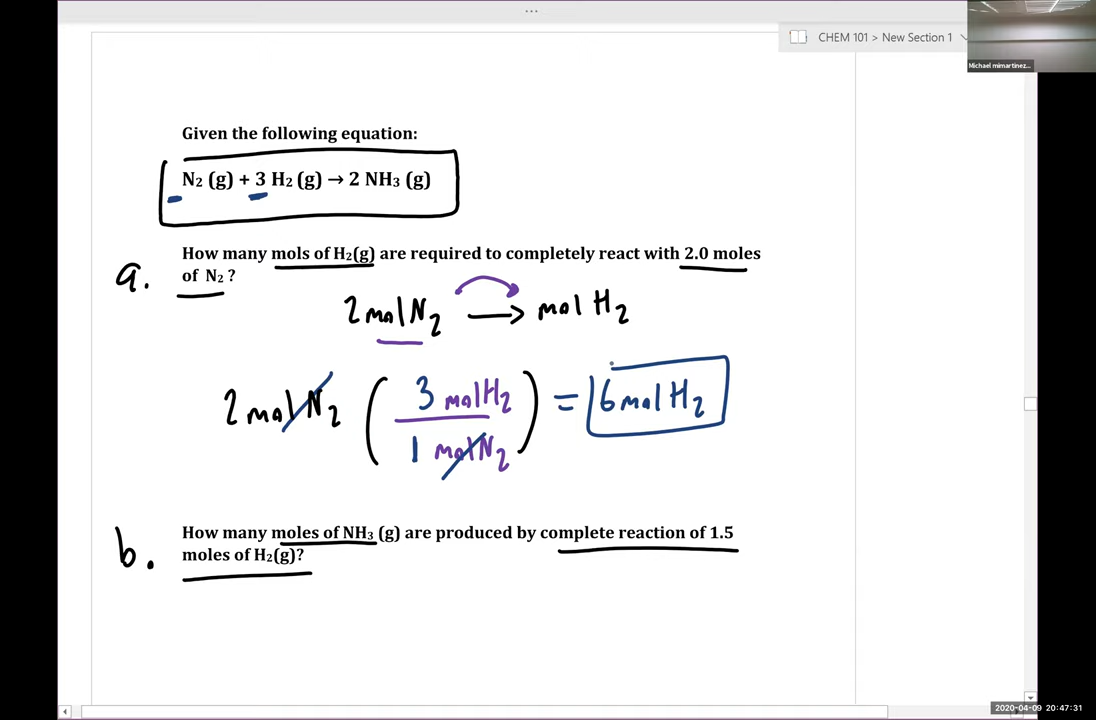 ...
CHEM 101 > New Section 1
Michael mimartinez...
Given the following equation:
N₂ (g) + 3 H₂ (g) → 2 NH₃ (g)
a.
How many mols of H₂(g) are required to completely react with 2.0 moles
of N₂ ?
2 mol N₂ → mol H₂
2 mol N₂ ( 3 mol H₂ / 1 mol N₂ ) = 6 mol H₂
b.
How many moles of NH₃ (g) are produced by complete reaction of 1.5
moles of H₂(g)?
2020-04-09 20:47:31